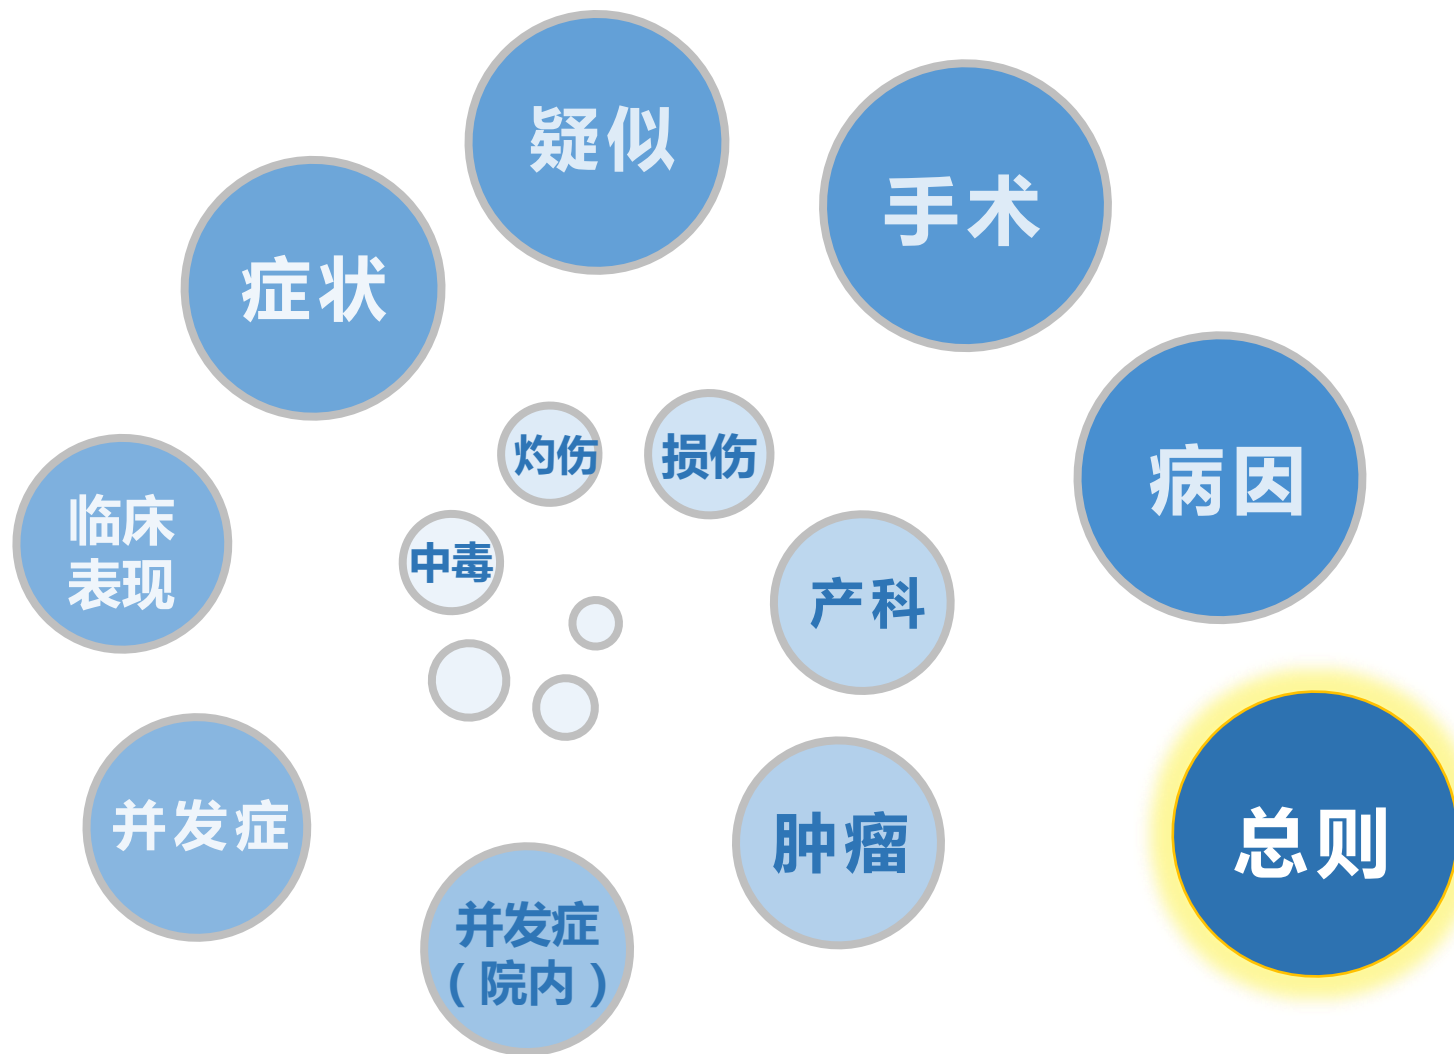 疑似
手术
症状
病因
灼伤
损伤
临床
表现
中毒
产科
总则
并发症
肿瘤
并发症
（院内）